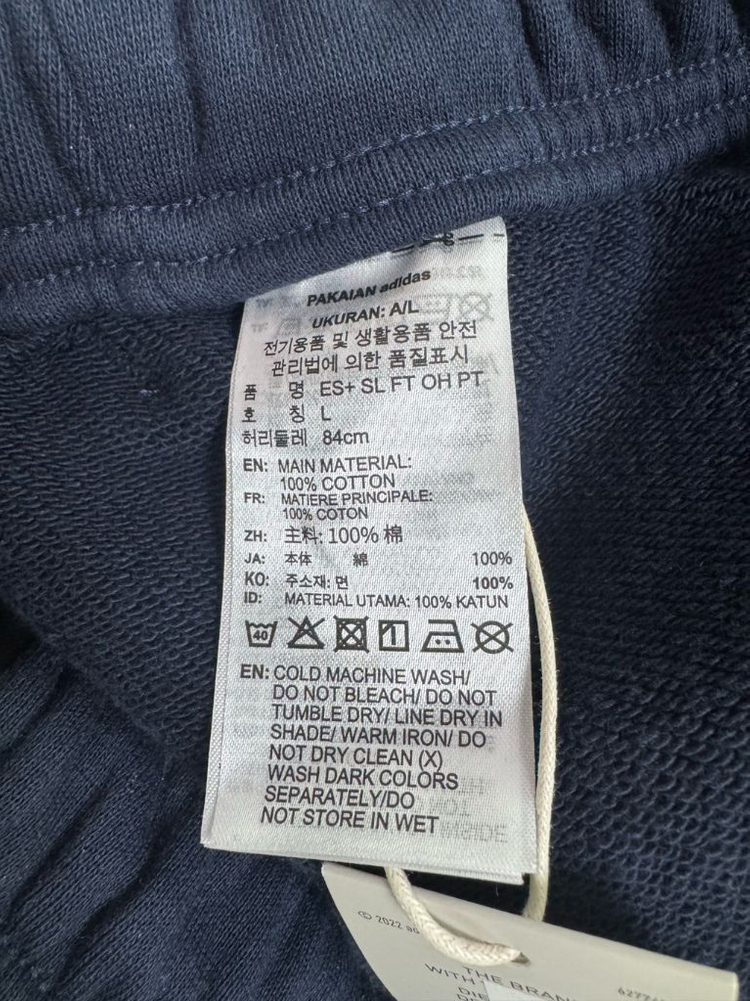 PAKAIAN adidas
UKURAN: A/L
전기용품 및 생활용품 안전
관리법에 의한 품질표시
품 명 ES+ SL FT OH PT
호 칭 L
허리둘레 84cm
EN: MAIN MATERIAL:
100% COTTON
FR: MATIERE PRINCIPALE:
100% COTON
ZH: 主料: 100% 棉
JA: 本体 綿 100%
KO: 주소재: 면 100%
ID: MATERIAL UTAMA: 100% KATUN
40
EN: COLD MACHINE WASH/
DO NOT BLEACH/ DO NOT
TUMBLE DRY/ LINE DRY IN
SHADE/ WARM IRON/ DO
NOT DRY CLEAN (X)
WASH DARK COLORS
SEPARATELY/DO
NOT STORE IN WET
© 2022
THE
WITH